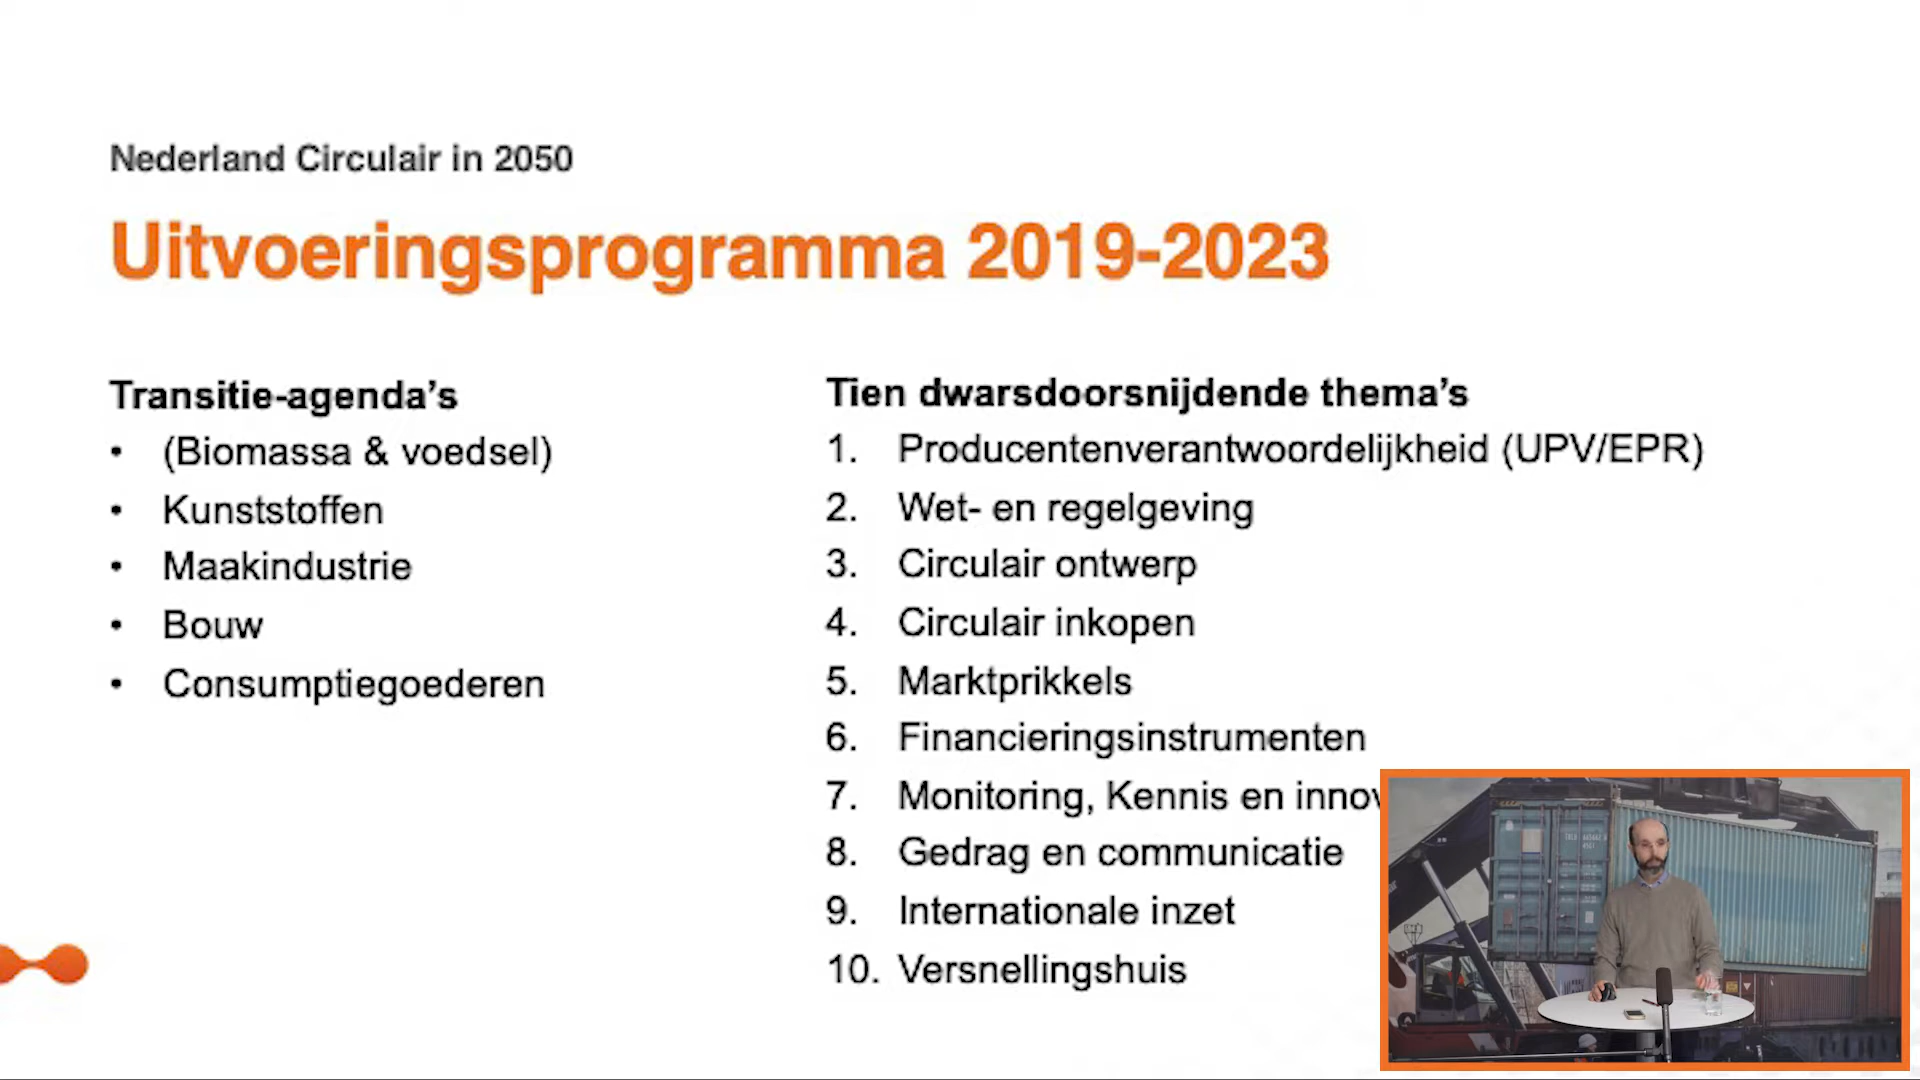 Nederland Circulair in 2050
Uitvoeringsprogramma 2019-2023
Transitie-agenda's
• (Biomassa & voedsel)
• Kunststoffen
• Maakindustrie
• Bouw
• Consumptiegoederen
Tien dwarsdoorsnijdende thema's
1. Producentenverantwoordelijkheid (UPV/EPR)
2. Wet- en regelgeving
3. Circulair ontwerp
4. Circulair inkopen
5. Marktprikkels
6. Financieringsinstrumenten
7. Monitoring, Kennis en
8. Gedrag en communicatie
9. Internationale inzet
10. Versnellingshuis